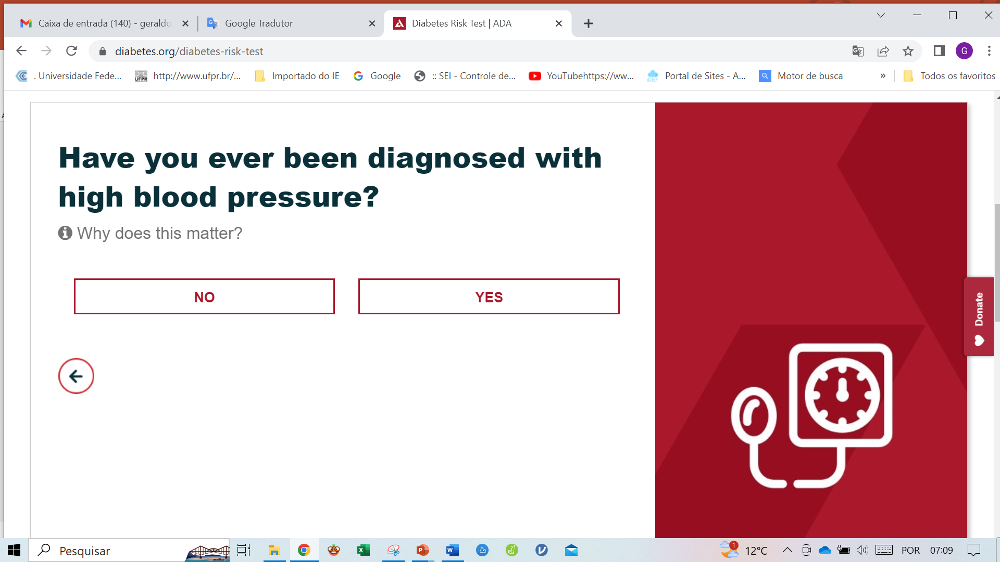 Caixa de entrada (140) - geraldo
Google Tradutor
Diabetes Risk Test | ADA
diabetes.org/diabetes-risk-test
G
. Universidade Fede...
UFPR
http://www.ufpr.br/...
Importado do IE
Google
:: SEI - Controle de...
YouTubehttps://ww...
Portal de Sites - A...
Motor de busca
»
Todos os favoritos
Have you ever been diagnosed with
high blood pressure?
Why does this matter?
NO
YES
Donate
Pesquisar
1
12°C
POR
07:09